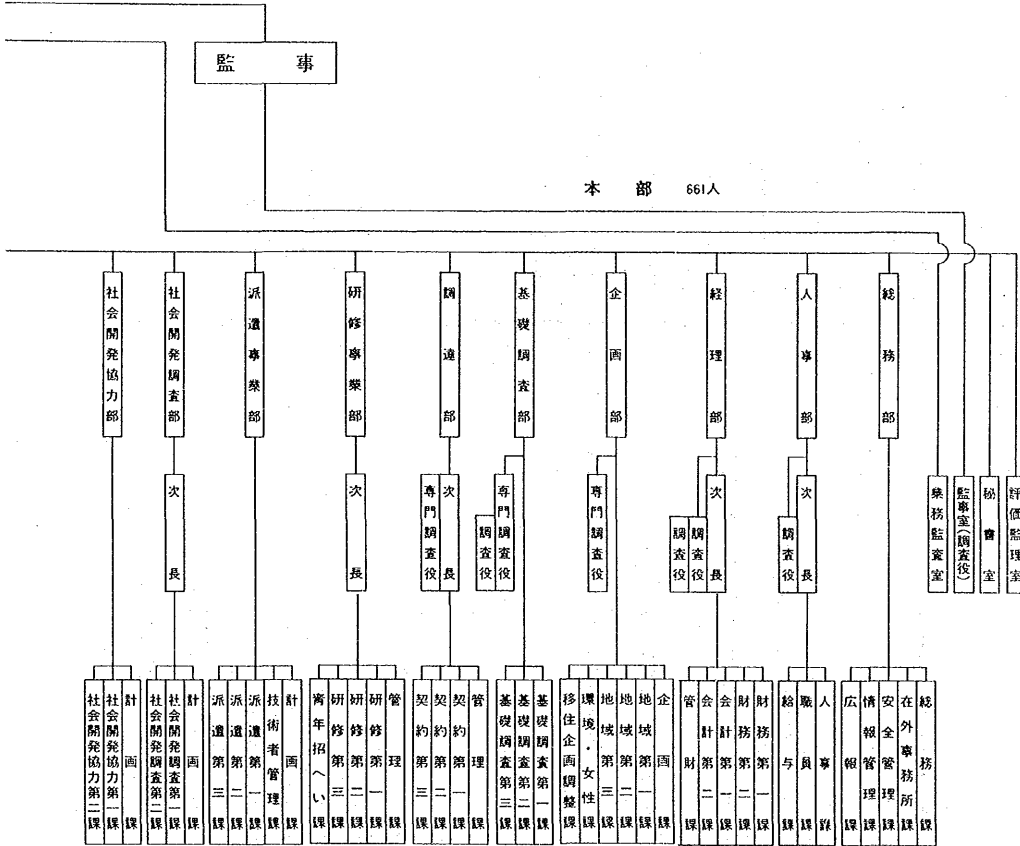 監事
本部 661人
総務部
人事部
経理部
企画部
基礎調査部
調達部
研修事業部
派遣事業部
社会開発調査部
社会開発協力部
評価監理室
秘書室
監事室(調査役)
業務監査室
次長
調査役
次長
調査役
調査役
専門調査役
専門調査役
調査役
次長
専門調査役
次長
次長
総務課
在外事務所課
安全管理課
情報管理課
広報課
人事課
職員課
給与課
財務第一課
財務第二課
会計第一課
会計第二課
管財課
企画課
地域第一課
地域第二課
地域第三課
環境・女性課
移住企画調整課
基礎調査第一課
基礎調査第二課
基礎調査第三課
管理課
契約第一課
契約第二課
契約第三課
管理課
研修第一課
研修第二課
研修第三課
青年招へい課
計画課
技術者管理課
派遣第一課
派遣第二課
派遣第三課
計画課
社会開発調査第一課
社会開発調査第二課
計画課
社会開発協力第一課
社会開発協力第二課